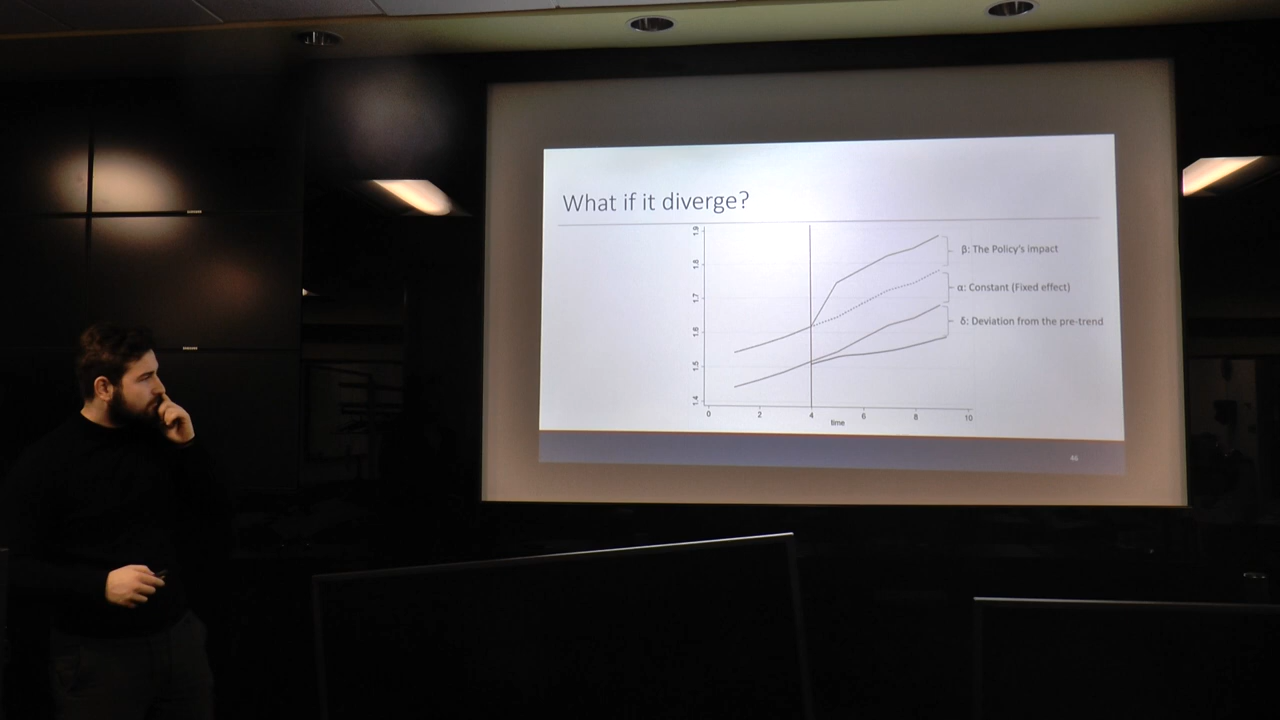 What if it diverge?
1.9
1.8
1.7
1.6
1.5
1.4
0 2 4 6 8 10
time
β: The Policy's impact
α: Constant (Fixed effect)
δ: Deviation from the pre-trend
46